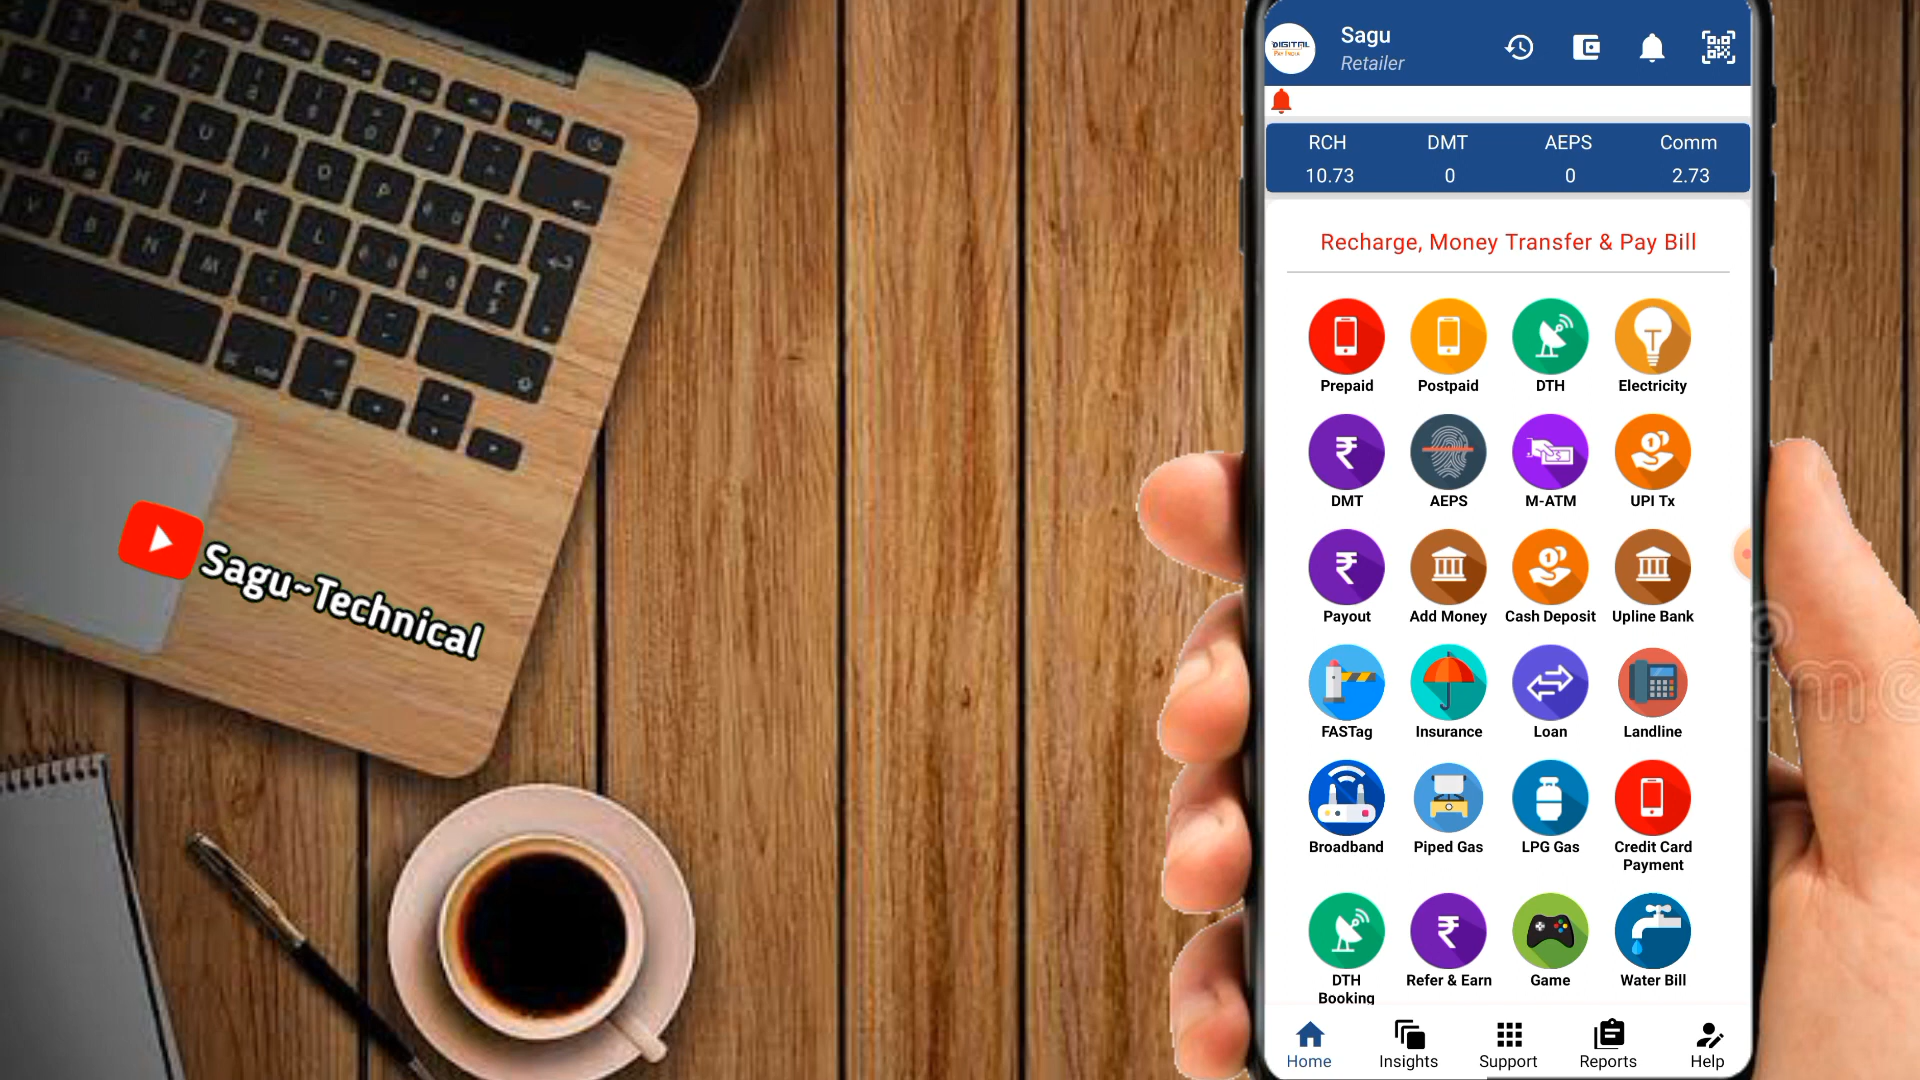 DIGITAL
PAY INDIA
Sagu
Retailer
RCH DMT AEPS Comm
10.73 0 0 2.73
Recharge, Money Transfer & Pay Bill
Prepaid Postpaid DTH Electricity
DMT AEPS M-ATM UPI Tx
Payout Add Money Cash Deposit Upline Bank
FASTag Insurance Loan Landline
Broadband Piped Gas LPG Gas Credit Card Payment
DTH Booking Refer & Earn Game Water Bill
Home Insights Support Reports Help
Sagu~Technical